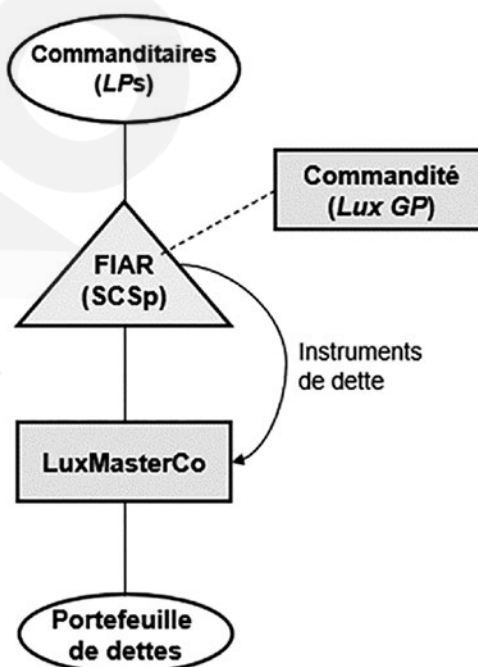 Commanditaires
(LPs)
Commandité
(Lux GP)
FIAR
(SCSp)
Instruments
de dette
LuxMasterCo
Portefeuille
de dettes